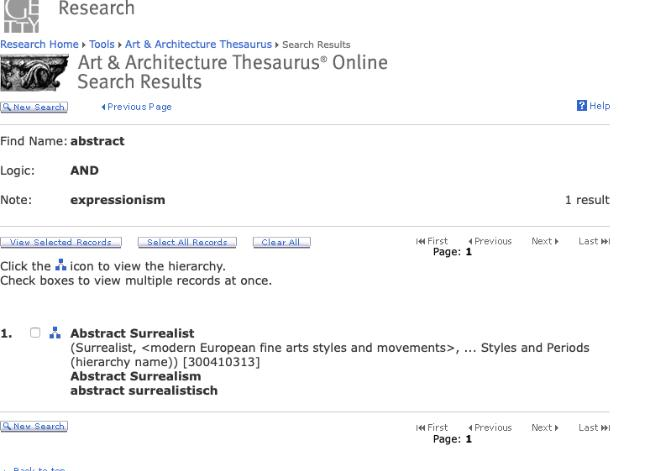 GE
TTY
Research
Research Home ▸ Tools ▸ Art & Architecture Thesaurus ▸ Search Results
Art & Architecture Thesaurus® Online
Search Results
New Search Previous Page ? Help
Find Name: abstract
Logic: AND
Note: expressionism 1 result
View Selected Records Select All Records Clear All First Previous Next Last
Page: 1
Click the icon to view the hierarchy.
Check boxes to view multiple records at once.
1. Abstract Surrealist
(Surrealist, <modern European fine arts styles and movements>, ... Styles and Periods
(hierarchy name)) [300410313]
Abstract Surrealism
abstract surrealistisch
New Search First Previous Next Last
Page: 1
Back to top